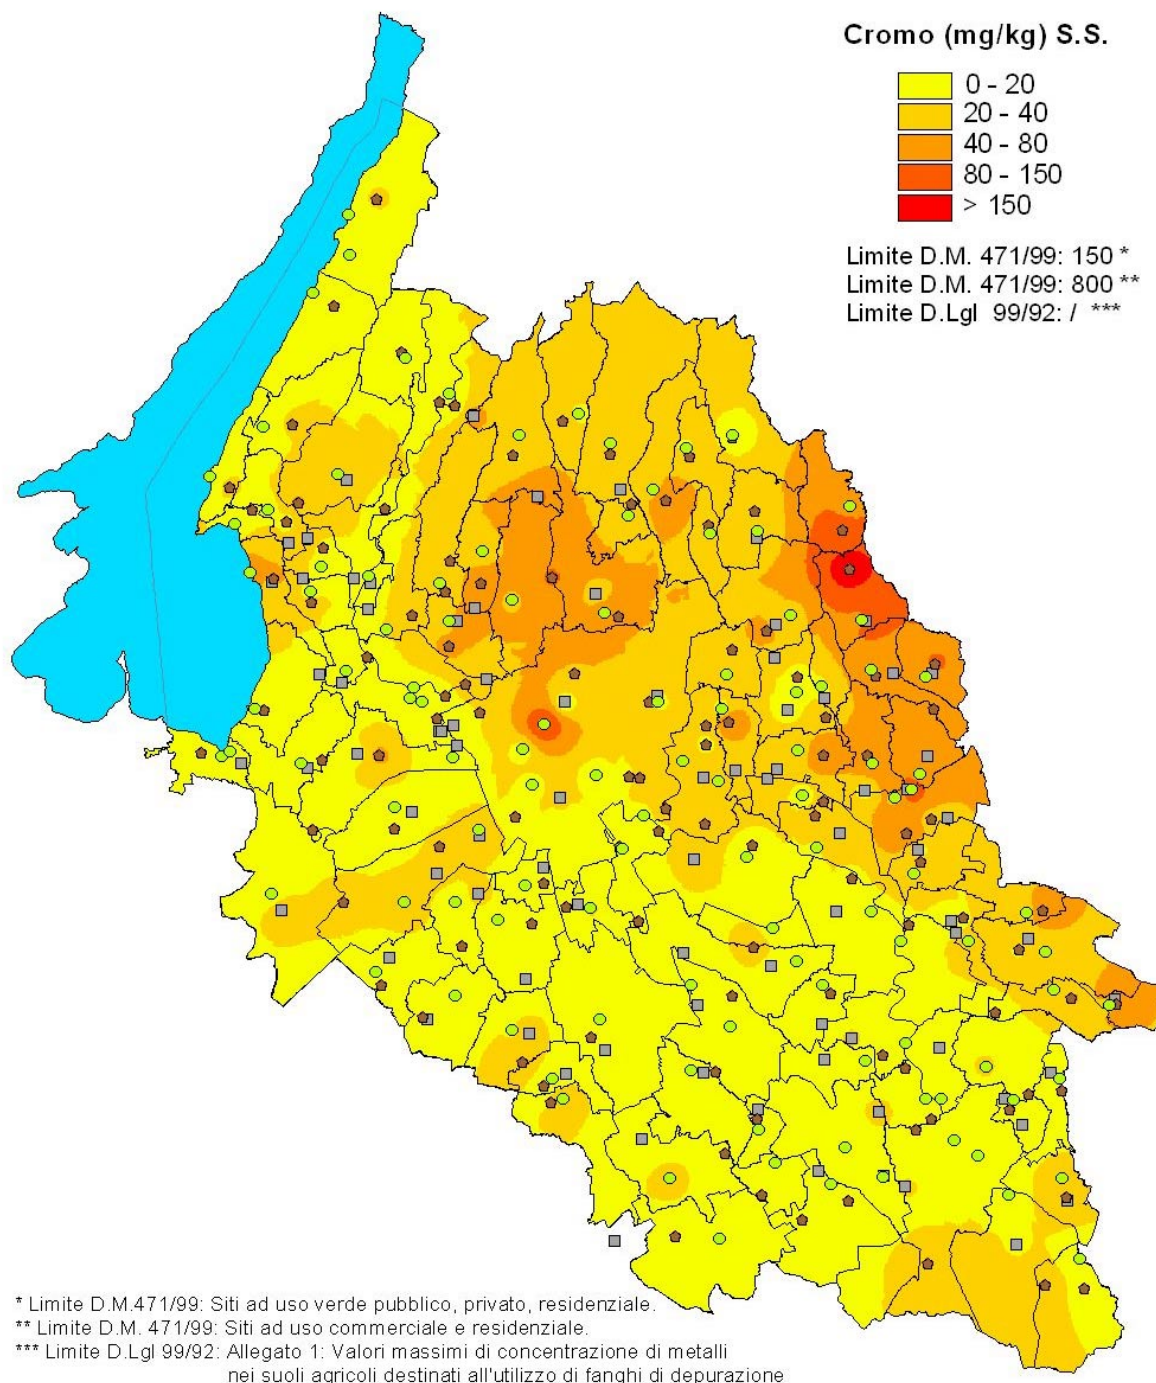 Cromo (mg/kg) S.S.
0 - 20
20 - 40
40 - 80
80 - 150
> 150
Limite D.M. 471/99: 150 *
Limite D.M. 471/99: 800 **
Limite D.Lgl 99/92: / ***
* Limite D.M.471/99: Siti ad uso verde pubblico, privato, residenziale.
** Limite D.M. 471/99: Siti ad uso commerciale e residenziale.
*** Limite D.Lgl 99/92: Allegato 1: Valori massimi di concentrazione di metalli
nei suoli agricoli destinati all'utilizzo di fanghi di depurazione